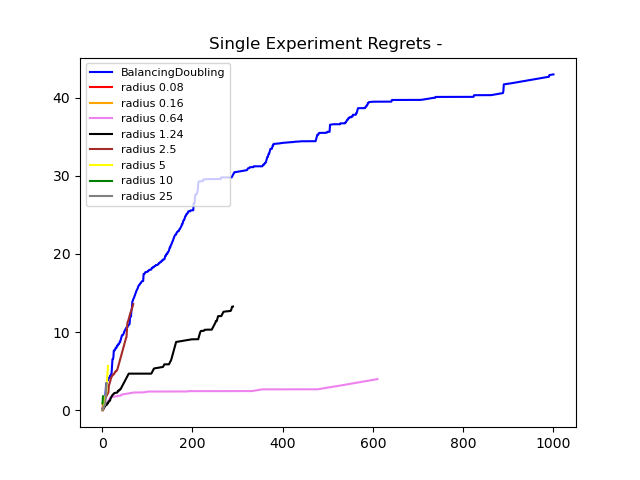 Single Experiment Regrets -
BalancingDoubling
radius 0.08
radius 0.16
radius 0.64
radius 1.24
radius 2.5
radius 5
radius 10
radius 25
40
30
20
10
0
0 200 400 600 800 1000